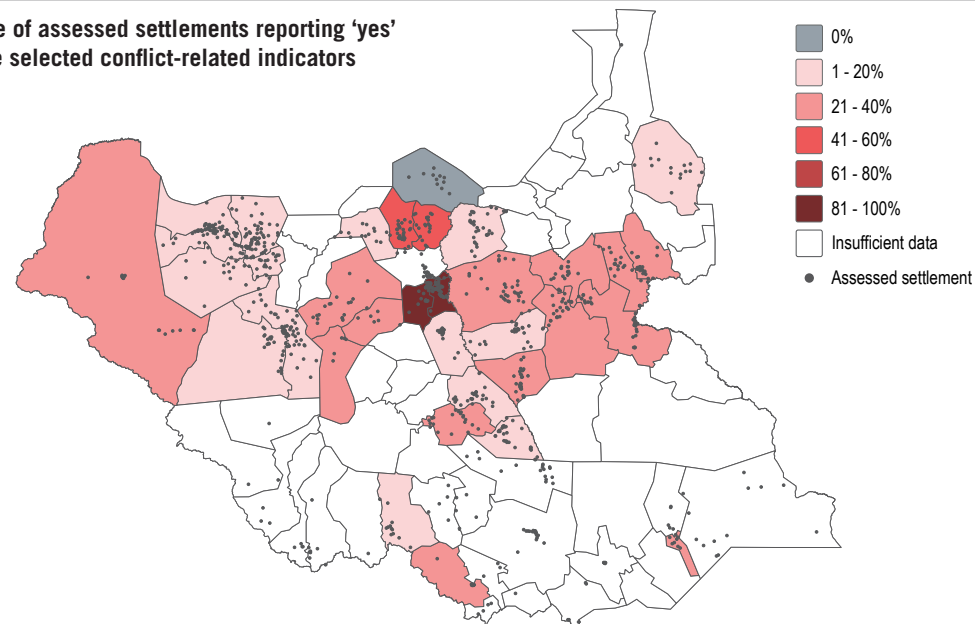 e of assessed settlements reporting ‘yes’
e selected conflict-related indicators
0%
1 - 20%
21 - 40%
41 - 60%
61 - 80%
81 - 100%
Insufficient data
Assessed settlement